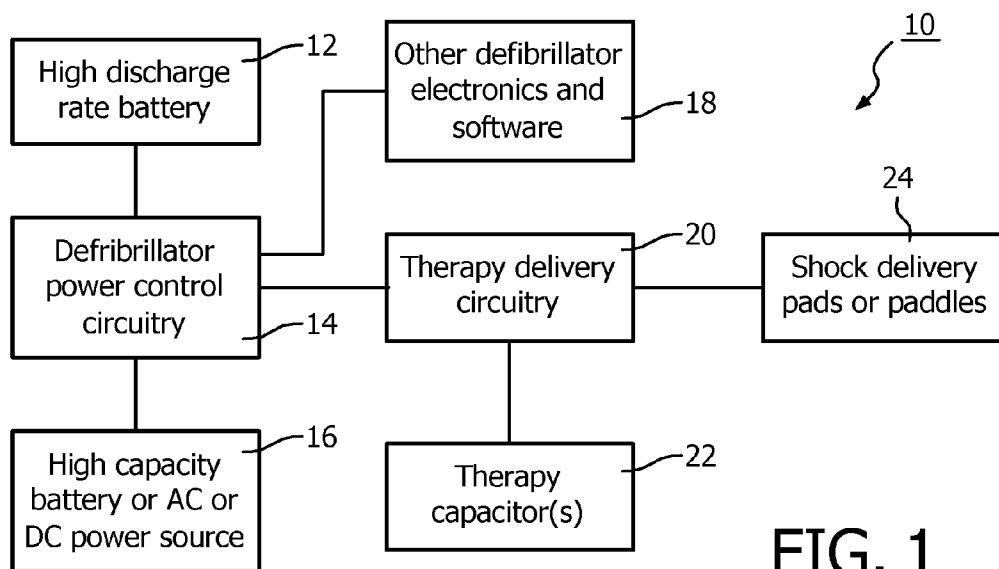 High discharge
rate battery
12
Other defibrillator
electronics and
software
18
10
Defribrillator
power control
circuitry
14
Therapy delivery
circuitry
20
Shock delivery
pads or paddles
24
High capacity
battery or AC or
DC power source
16
Therapy
capacitor(s)
22
FIG. 1